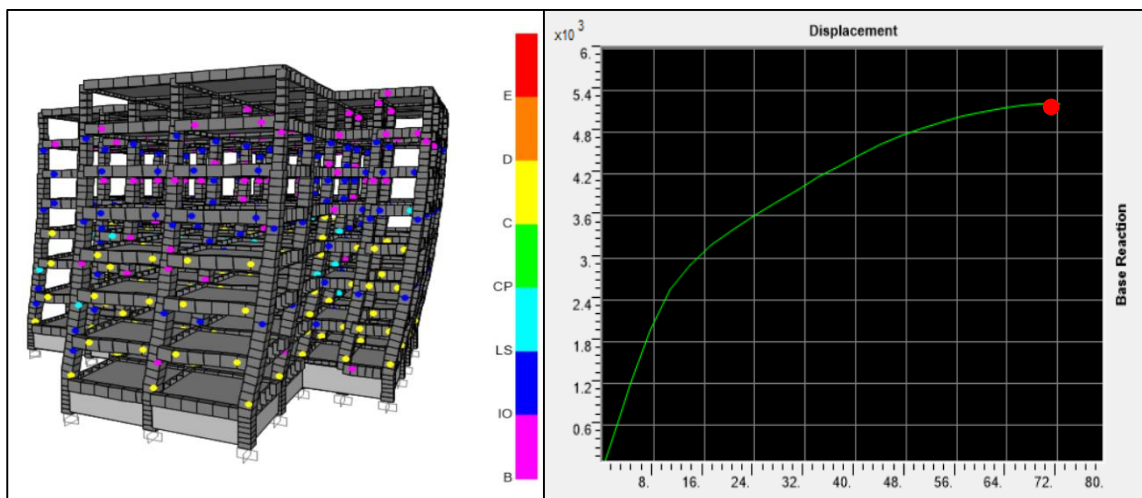 E
D
C
CP
LS
IO
B
Displacement
x10³
6.
5.4
4.8
4.2
3.6
3.
2.4
1.8
1.2
0.6
8. 16. 24. 32. 40. 48. 56. 64. 72. 80.
Base Reaction